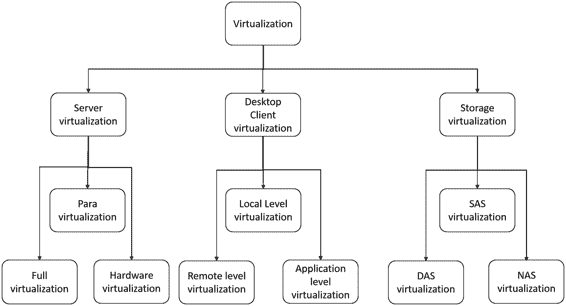 Virtualization
Server
virtualization
Desktop
Client
virtualization
Storage
virtualization
Para
virtualization
Local Level
virtualization
SAS
virtualization
Full
virtualization
Hardware
virtualization
Remote level
virtualization
Application
level
virtualization
DAS
virtualization
NAS
virtualization